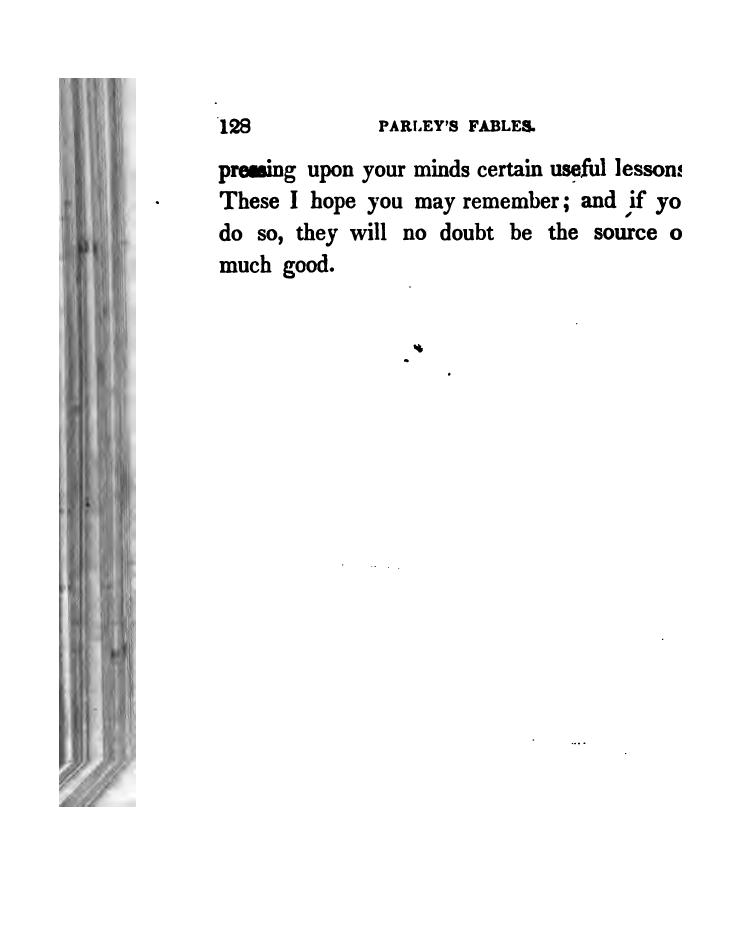 128 PARLEY'S FABLES.
pressing upon your minds certain useful lessons
These I hope you may remember; and if yo
do so, they will no doubt be the source o
much good.